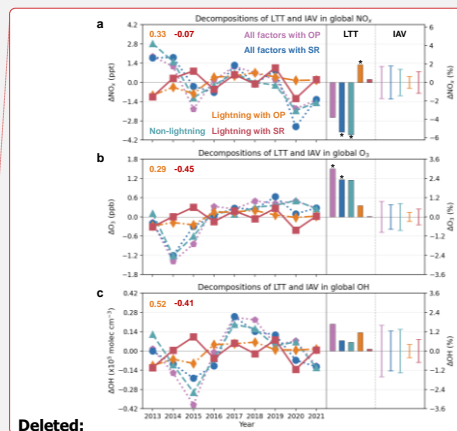 a
Decompositions of LTT and IAV in global NOx
0.33 -0.07
All factors with OP
All factors with SR
LTT
IAV
Lightning with OP
Non-lightning
Lightning with SR
ΔNOx (ppt)
4.2
2.8
1.4
0.0
−1.4
−2.8
−4.2
ΔNOx (%)
6
4
2
0
−2
−4
−6
b
Decompositions of LTT and IAV in global O3
0.29 -0.45
ΔO3 (ppt)
1.8
1.2
0.6
0.0
−0.6
−1.2
−1.8
ΔO3 (%)
3.6
2.4
1.2
0.0
−1.2
−2.4
−3.6
c
Decompositions of LTT and IAV in global OH
0.52 -0.41
0.42
0.28
0.14
0.00
−0.14
−0.28
−0.42
ΔOH (%)
3.6
2.4
1.2
0.0
−1.2
−2.4
−3.6
2013 2014 2015 2016 2017 2018 2019 2020 2021
Year
Deleted: